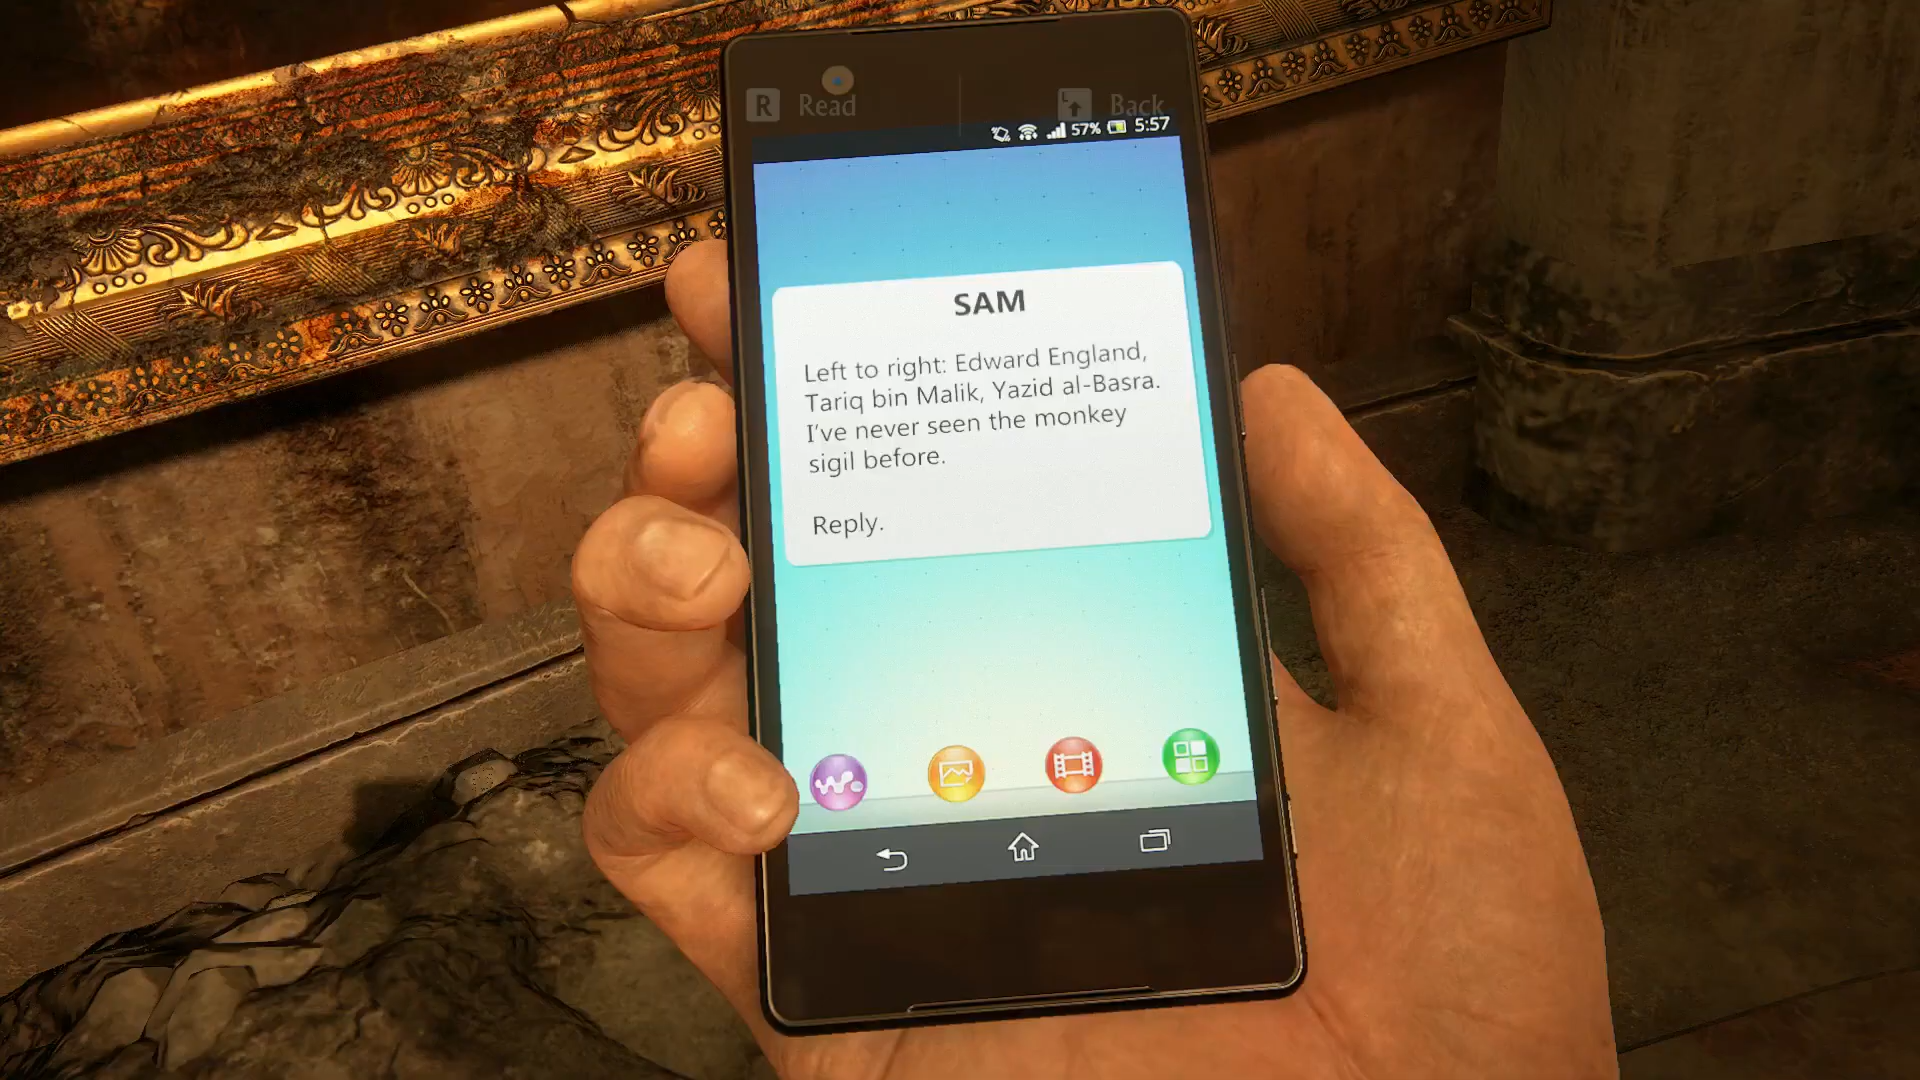 R Read
L Back
57% 5:57
SAM
Left to right: Edward England,
Tariq bin Malik, Yazid al-Basra.
I've never seen the monkey
sigil before.
Reply.